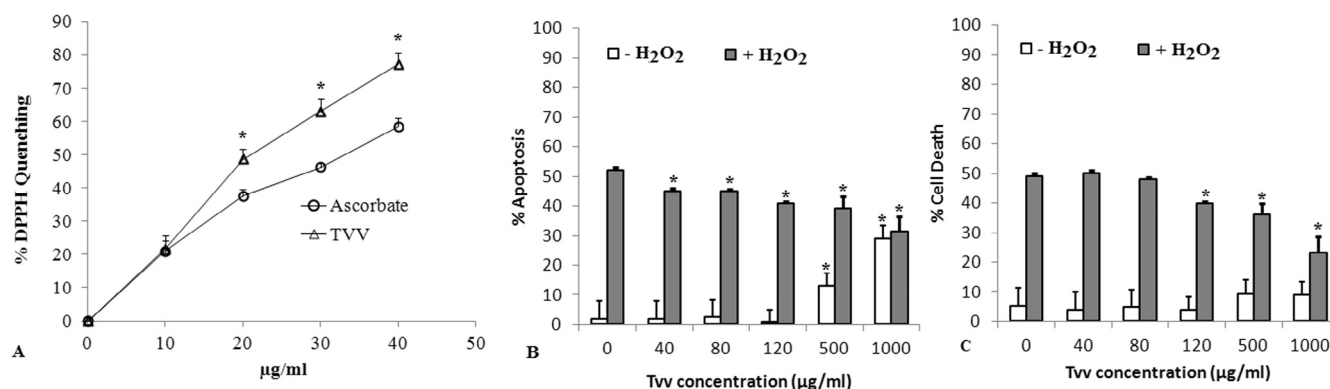 90
80
70
60
50
40
30
20
10
0
% DPPH Quenching
*
*
*
Ascorbate
TVV
0 10 20 30 40 50
µg/ml
A
100
90
80
70
60
50
40
30
20
10
0
% Apoptosis
- H2O2 + H2O2
* * * * * * *
0 40 80 120 500 1000
Tvv concentration (µg/ml)
B
100
90
80
70
60
50
40
30
20
10
0
% Cell Death
- H2O2 + H2O2
* * *
0 40 80 120 500 1000
Tvv concentration (µg/ml)
C